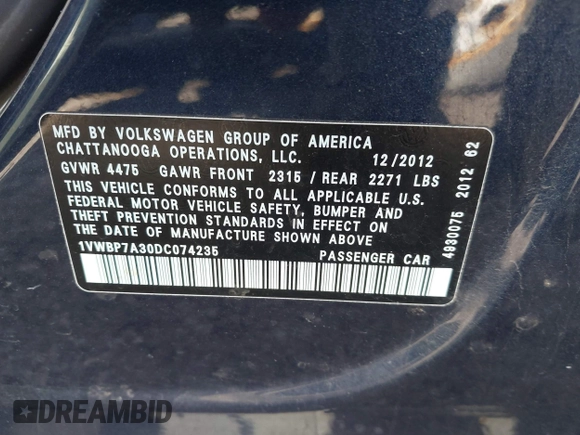 MFD BY VOLKSWAGEN GROUP OF AMERICA
CHATTANOOGA OPERATIONS, LLC. 12/2012
GVWR 4475 GAWR FRONT 2315 / REAR 2271 LBS
THIS VEHICLE CONFORMS TO ALL APPLICABLE U.S.
FEDERAL MOTOR VEHICLE SAFETY, BUMPER AND
THEFT PREVENTION STANDARDS IN EFFECT ON
THE DATE OF MANUFACTURE SHOWN ABOVE
1VWBP7A30DC074235 PASSENGER CAR
4930075 2012 62
DREAMBID